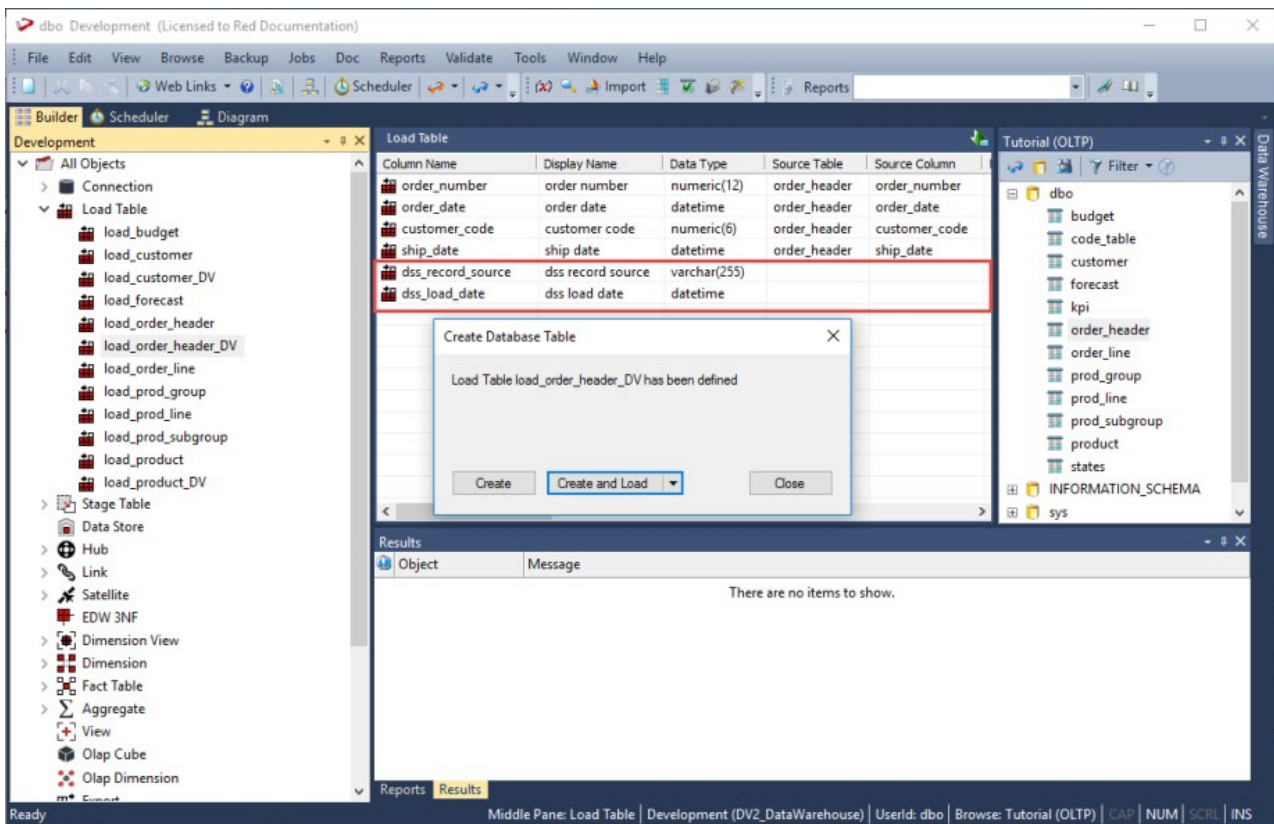 dbo Development (Licensed to Red Documentation)
File Edit View Browse Backup Jobs Doc Reports Validate Tools Window Help
Web Links Scheduler Import Reports
Builder Scheduler Diagram
Development
All Objects
Connection
Load Table
load_budget
load_customer
load_customer_DV
load_forecast
load_order_header
load_order_header_DV
load_order_line
load_prod_group
load_prod_line
load_prod_subgroup
load_product
load_product_DV
Stage Table
Data Store
Hub
Link
Satellite
EDW 3NF
Dimension View
Dimension
Fact Table
Aggregate
View
Olap Cube
Olap Dimension
Load Table
Column Name Display Name Data Type Source Table Source Column
order_number order number numeric(12) order_header order_number
order_date order date datetime order_header order_date
customer_code customer code numeric(6) order_header customer_code
ship_date ship date datetime order_header ship_date
dss_record_source dss record source varchar(255)
dss_load_date dss load date datetime
Create Database Table
Load Table load_order_header_DV has been defined
Create Create and Load Close
Results
Object Message
There are no items to show.
Reports Results
Tutorial (OLTP)
Filter
dbo
budget
code_table
customer
forecast
kpi
order_header
order_line
prod_group
prod_line
prod_subgroup
product
states
INFORMATION_SCHEMA
sys
Data Warehouse
Ready Middle Pane: Load Table Development (DV2_DataWarehouse) UserId: dbo Browse: Tutorial (OLTP) CAP NUM SCRL INS